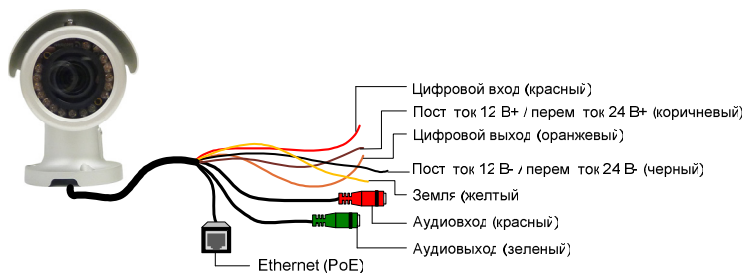 Цифровой вход (красный)
Пост ток 12 В+ / перем ток 24 В+ (коричневый)
Цифровой выход (оранжевый)
Пост ток 12 В- / перем ток 24 В- (черный)
Земля (желтый
Аудиовход (красный)
Аудиовыход (зеленый)
Ethernet (PoE)